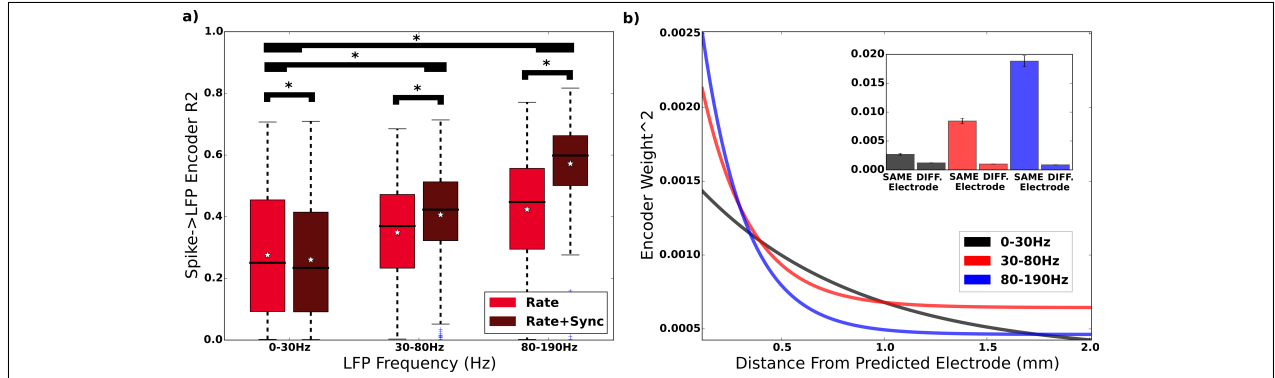 a)
Spike->LFP Encoder R2
1.0
0.8
0.6
0.4
0.2
0.0
*
*
*
*
*
Rate
Rate+Sync
0-30Hz
30-80Hz
80-190Hz
LFP Frequency (Hz)
b)
Encoder Weight^2
0.0025
0.0020
0.0015
0.0010
0.0005
0.020
0.015
0.010
0.005
0.000
SAME DIFF. SAME DIFF. SAME DIFF.
Electrode Electrode Electrode
0-30Hz
30-80Hz
80-190Hz
0.5
1.0
1.5
2.0
Distance From Predicted Electrode (mm)